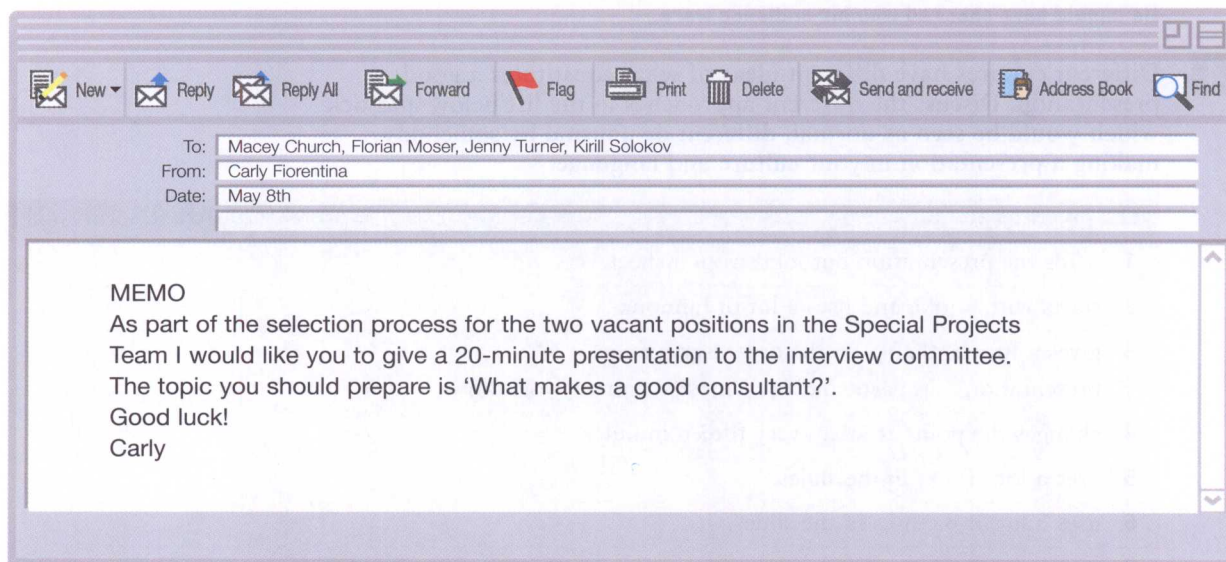 New Reply Reply All Forward Flag Print Delete Send and receive Address Book Find
To: Macey Church, Florian Moser, Jenny Turner, Kirill Solokov
From: Carly Fiorentina
Date: May 8th
MEMO
As part of the selection process for the two vacant positions in the Special Projects
Team I would like you to give a 20-minute presentation to the interview committee.
The topic you should prepare is ‘What makes a good consultant?’.
Good luck!
Carly